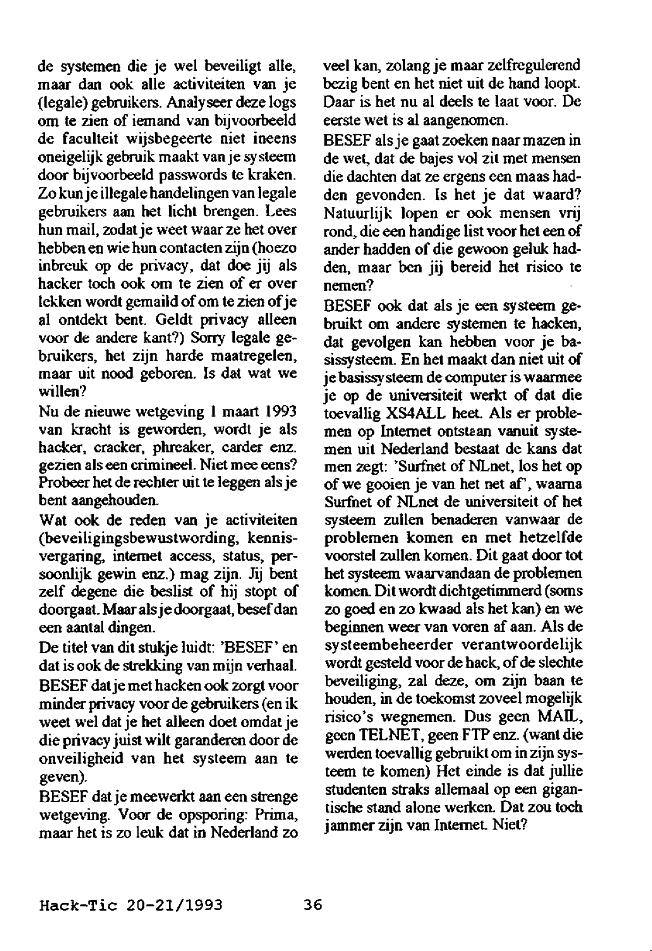 de systemen die je wel beveiligt alle,
maar dan ook alle activiteiten van je
(legale) gebruikers. Analyseer deze logs
om te zien of iemand van bijvoorbeeld
de faculteit wijsbegeerte niet ineens
oneigelijk gebruik maakt van je systeem
door bijvoorbeeld passwords te kraken.
Zo kun je illegale handelingen van legale
gebruikers aan het licht brengen. Lees
hun mail, zodat je weet waar ze het over
hebben en wie hun contacten zijn (hoezo
inbreuk op de privacy, dat doe jij als
hacker toch ook om te zien of er over
lekken wordt gemaild of om te zien of je
al ontdekt bent. Geldt privacy alleen
voor de andere kant?) Sorry legale ge-
bruikers, het zijn harde maatregelen,
maar uit nood geboren. Is dat wat we
willen?
Nu de nieuwe wetgeving 1 maart 1993
van kracht is geworden, wordt je als
hacker, cracker, phreaker, carder enz.
gezien als een crimineel. Niet mee eens?
Probeer het de rechter uit te leggen als je
bent aangehouden.
Wat ook de reden van je activiteiten
(beveiligingsbewustwording, kennis-
vergaring, internet access, status, per-
soonlijk gewin enz.) mag zijn. Jij bent
zelf degene die beslist of hij stopt of
doorgaat. Maar als je doorgaat, besef dan
een aantal dingen.
De titel van dit stukje luidt: 'BESEF' en
dat is ook de strekking van mijn verhaal.
BESEF dat je met hacken ook zorgt voor
minder privacy voor de gebruikers (en ik
weet wel dat je het alleen doet omdat je
die privacy juist wilt garanderen door de
onveiligheid van het systeem aan te
geven).
BESEF dat je meewerkt aan een strenge
wetgeving. Voor de opsporing: Prima,
maar het is zo leuk dat in Nederland zo
veel kan, zolang je maar zelfregulerend
bezig bent en het niet uit de hand loopt.
Daar is het nu al deels te laat voor. De
eerste wet is al aangenomen.
BESEF als je gaat zoeken naar mazen in
de wet, dat de bajes vol zit met mensen
die dachten dat ze ergens een maas had-
den gevonden. Is het je dat waard?
Natuurlijk lopen er ook mensen vrij
rond, die een handige list voor het een of
ander hadden of die gewoon geluk had-
den, maar ben jij bereid het risico te
nemen?
BESEF ook dat als je een systeem ge-
bruikt om andere systemen te hacken,
dat gevolgen kan hebben voor je ba-
sissysteem. En het maakt dan niet uit of
je basissysteem de computer is waarmee
je op de universiteit werkt of dat die
toevallig XS4ALL heet. Als er proble-
men op Internet ontstaan vanuit syste-
men uit Nederland bestaat de kans dat
men zegt: 'Surfnet of NLnet, los het op
of we gooien je van het net af', waarna
Surfnet of NLnet de universiteit of het
systeem zullen benaderen vanwaar de
problemen komen en met hetzelfde
voorstel zullen komen. Dit gaat door tot
het systeem waarvandaan de problemen
komen. Dit wordt dichtgetimmerd (soms
zo goed en zo kwaad als het kan) en we
beginnen weer van voren af aan. Als de
systeembeheerder verantwoordelijk
wordt gesteld voor de hack, of de slechte
beveiliging, zal deze, om zijn baan te
houden, in de toekomst zoveel mogelijk
risico's wegnemen. Dus geen MAIL,
geen TELNET, geen FTP enz. (want die
werden toevallig gebruikt om in zijn sys-
teem te komen) Het einde is dat jullie
studenten straks allemaal op een gigan-
tische stand alone werken. Dat zou toch
jammer zijn van Internet. Niet?
Hack-Tic 20-21/1993 36